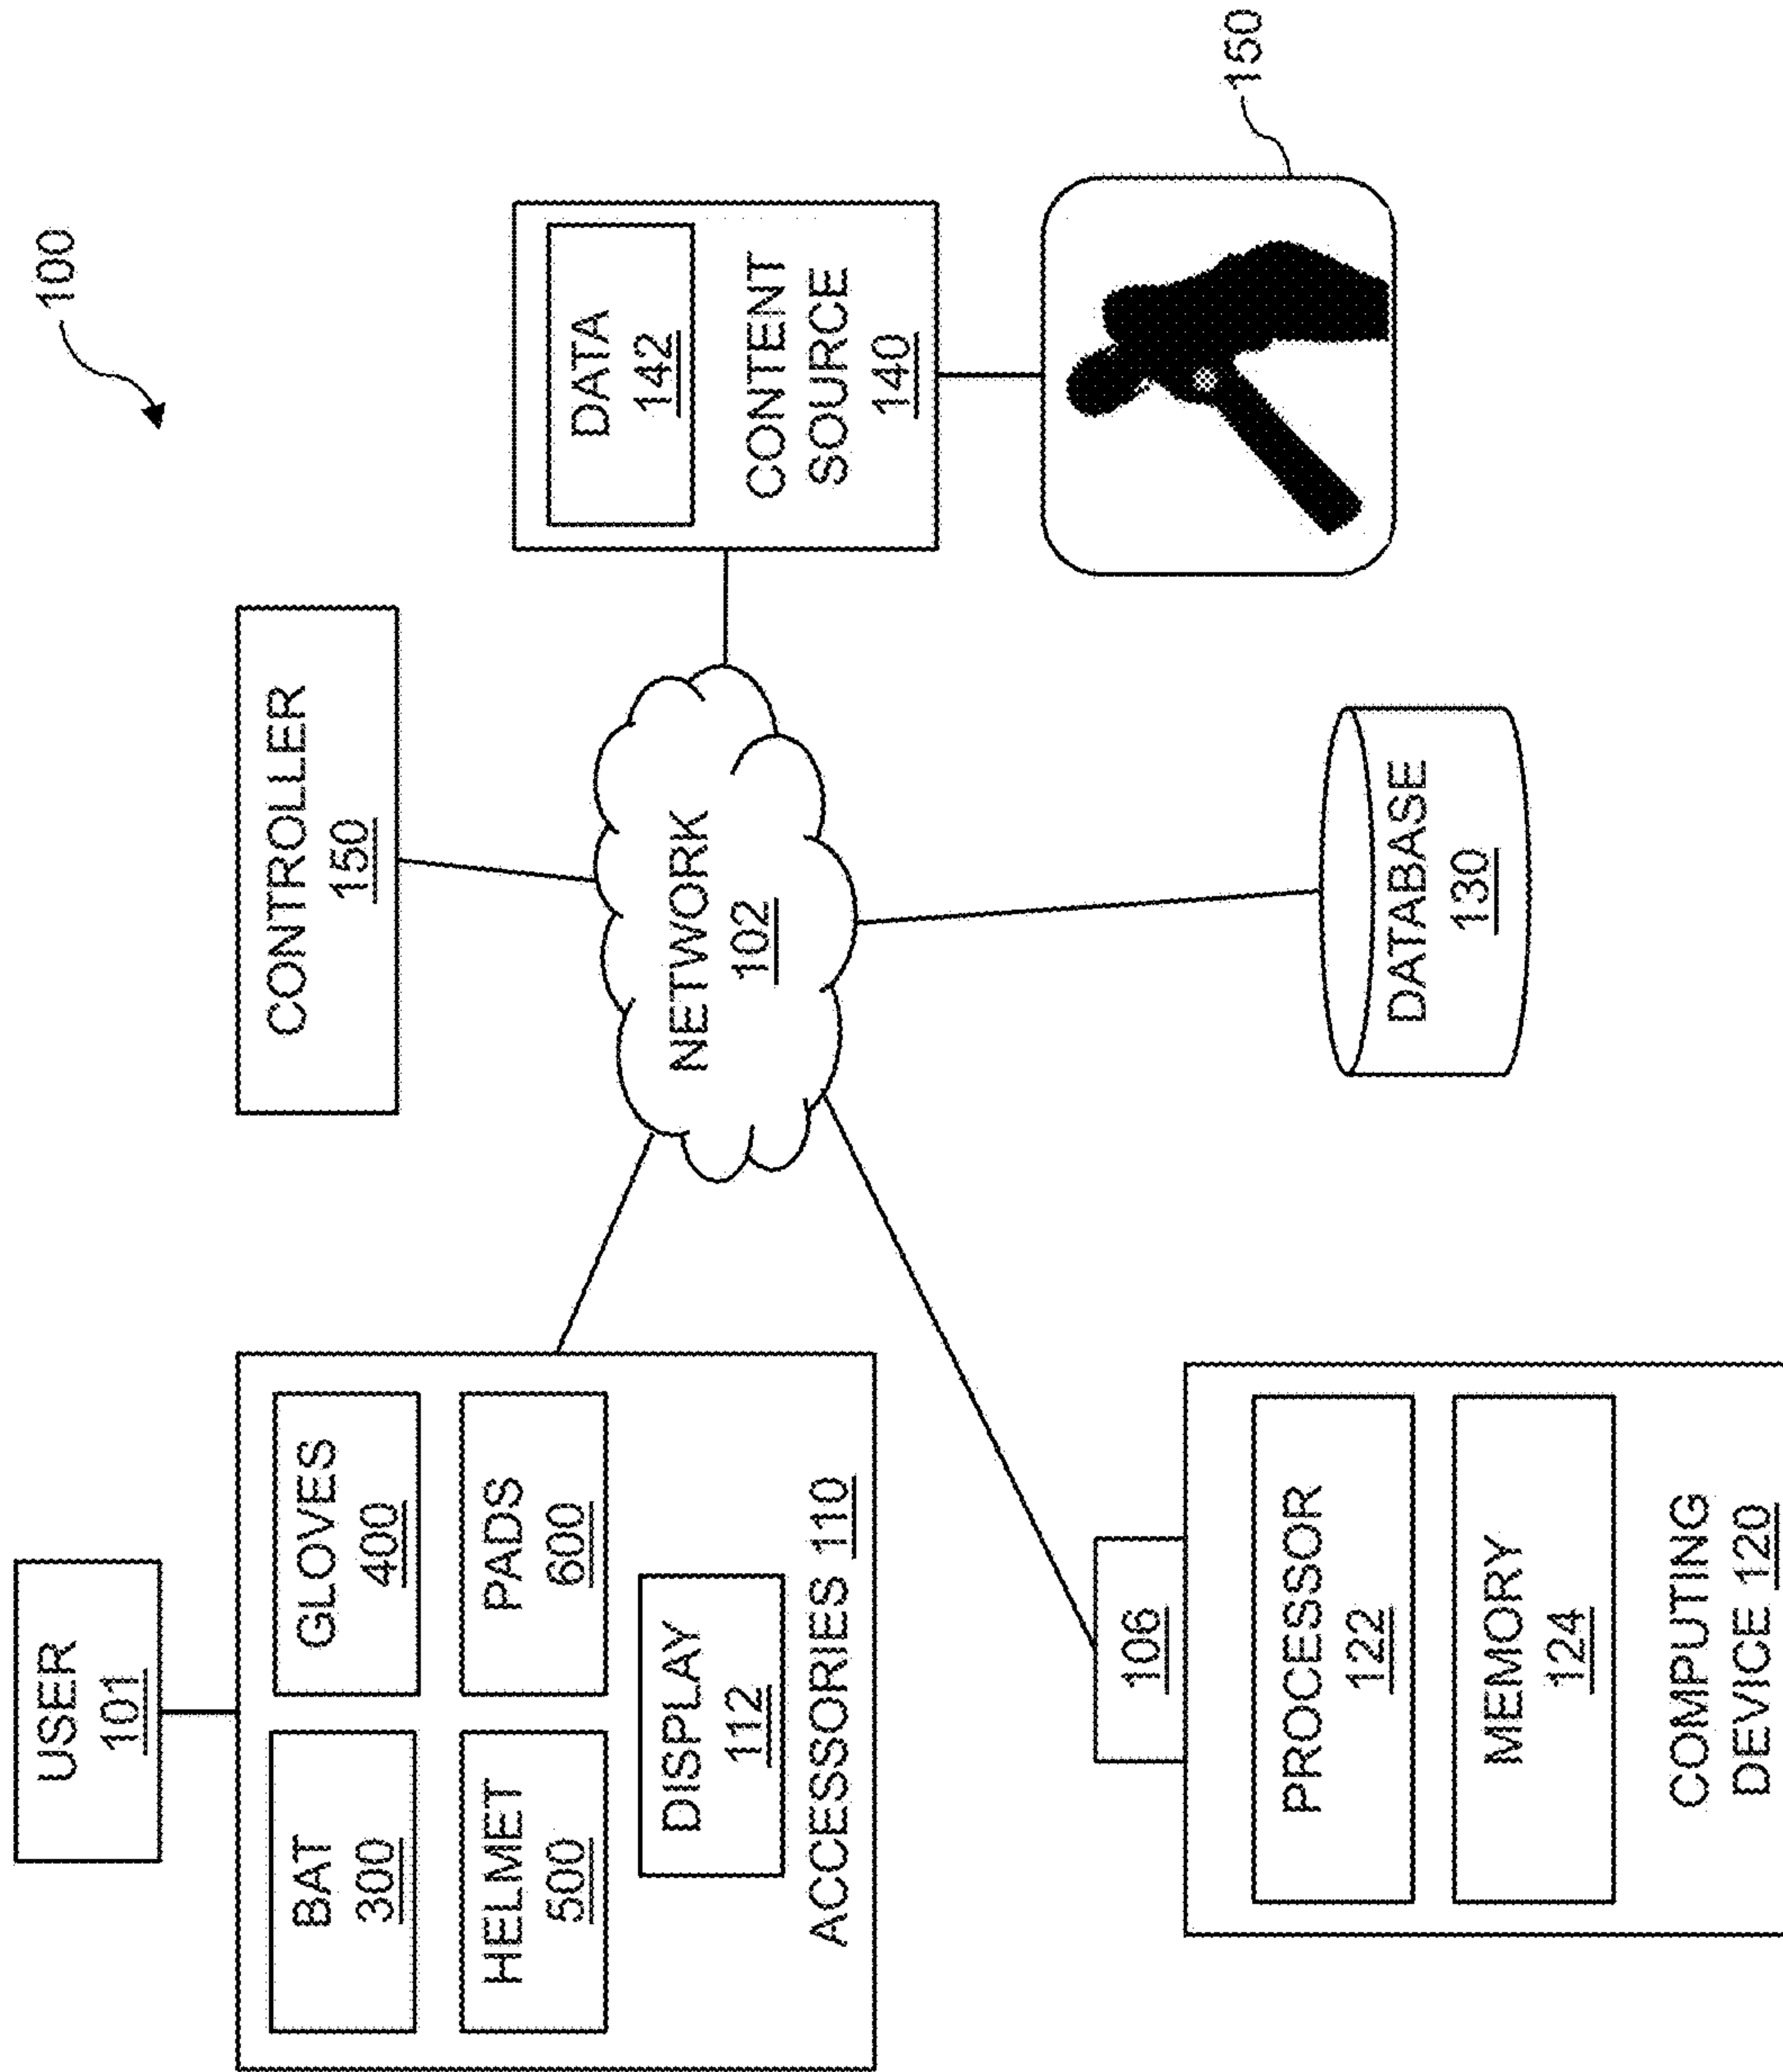 100
USER
101
BAT
300
GLOVES
400
HELMET
500
PADS
600
DISPLAY
112
ACCESSORIES 110
CONTROLLER
150
NETWORK
102
DATA
142
CONTENT
SOURCE
140
150
106
PROCESSOR
122
MEMORY
124
COMPUTING
DEVICE 120
DATABASE
130